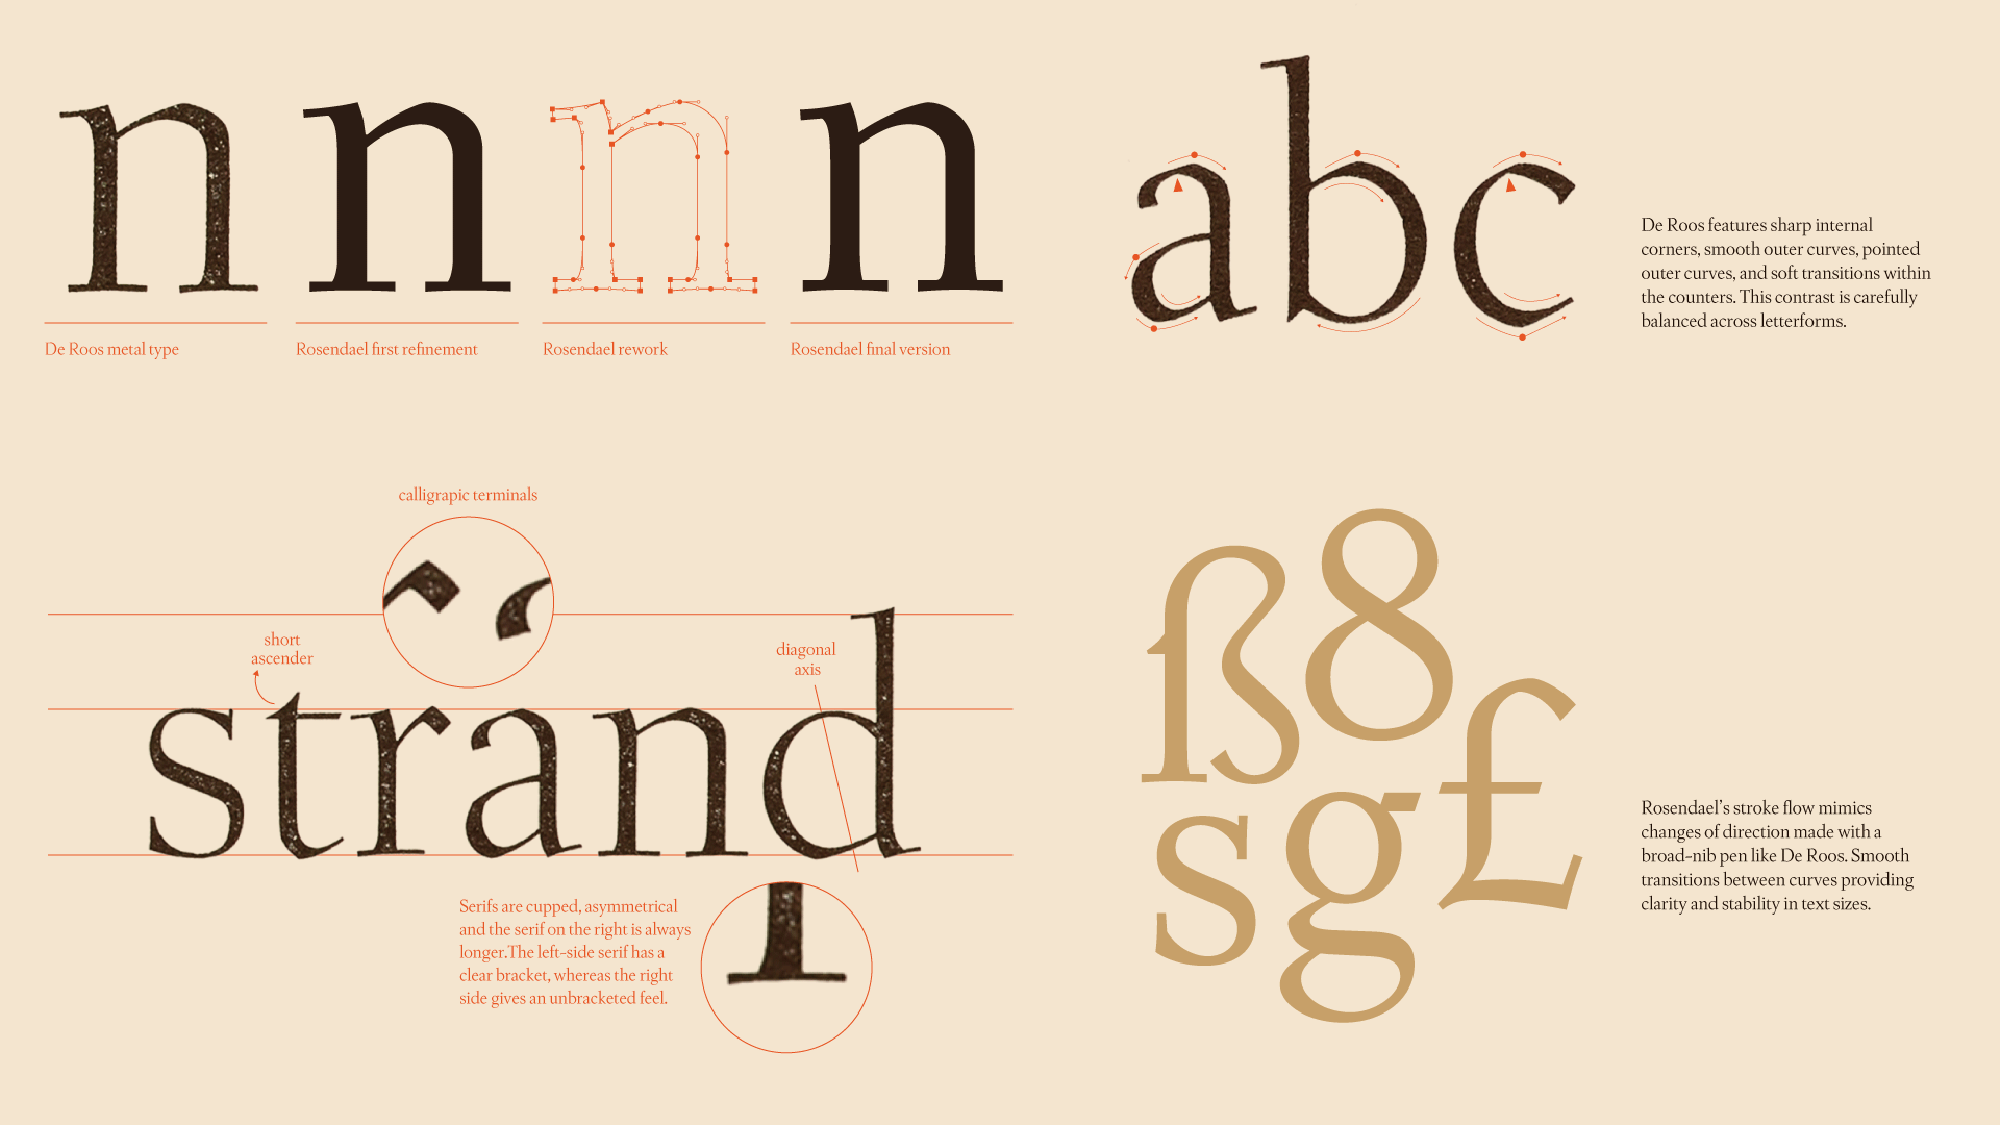 n n n n
De Roos metal type
Rosendael first refinement
Rosendael rework
Rosendael final version
abc
De Roos features sharp internal
corners, smooth outer curves, pointed
outer curves, and soft transitions within
the counters. This contrast is carefully
balanced across letterforms.
calligrapic terminals
short
ascender
diagonal
axis
strand
Serifs are cupped, asymmetrical
and the serif on the right is always
longer.The left-side serif has a
clear bracket, whereas the right
side gives an unbracketed feel.
ß8
sg£
Rosendael’s stroke flow mimics
changes of direction made with a
broad-nib pen like De Roos. Smooth
transitions between curves providing
clarity and stability in text sizes.